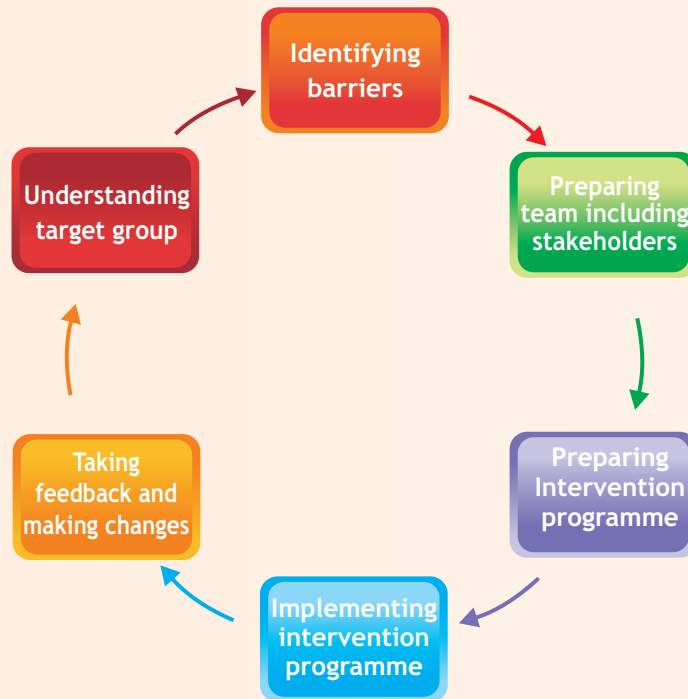 Identifying
barriers
Preparing
team including
stakeholders
Preparing
Intervention
programme
Implementing
intervention
programme
Taking
feedback and
making changes
Understanding
target group